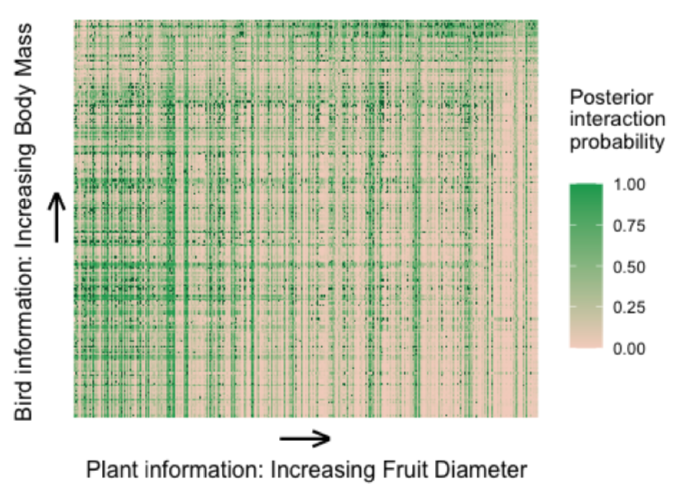 Bird information: Increasing Body Mass
Plant information: Increasing Fruit Diameter
Posterior
interaction
probability
1.00
0.75
0.50
0.25
0.00